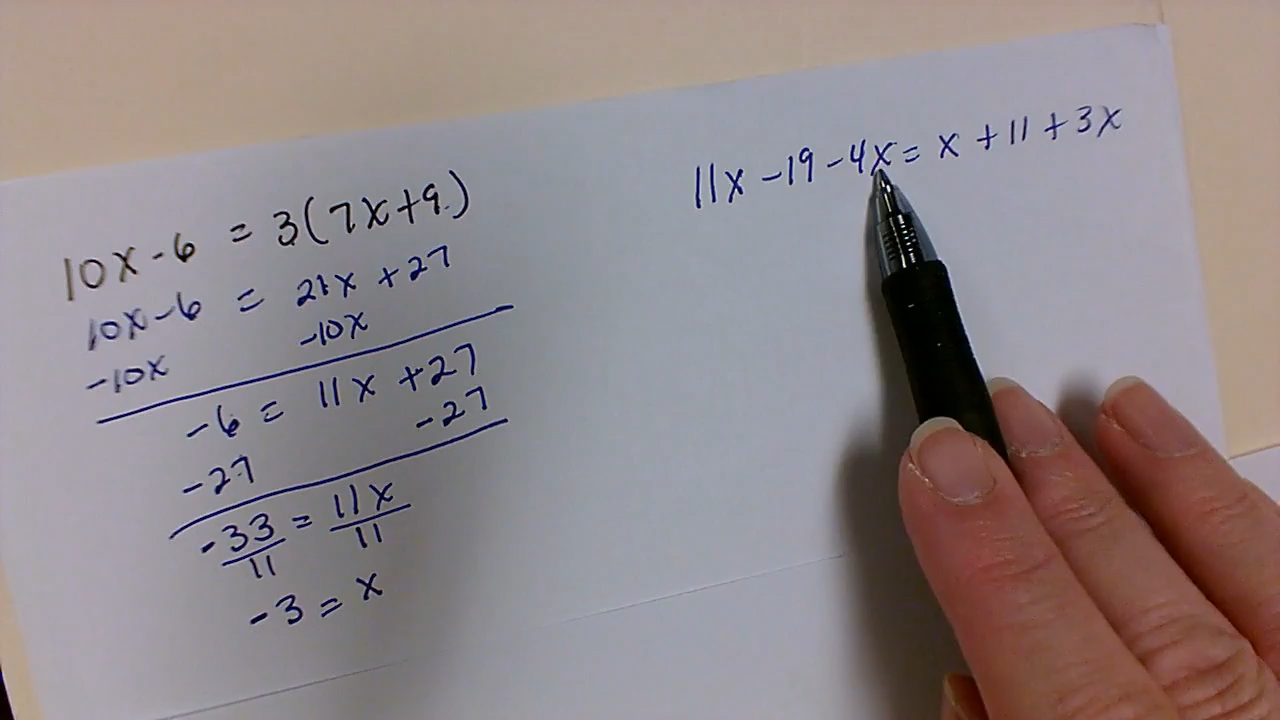 10x - 6 = 3(7x + 9)
10x - 6 = 21x + 27
-10x -10x
-6 = 11x + 27
-27 -27
-33/11 = 11x/11
-3 = x
11x - 19 - 4x = x + 11 + 3x